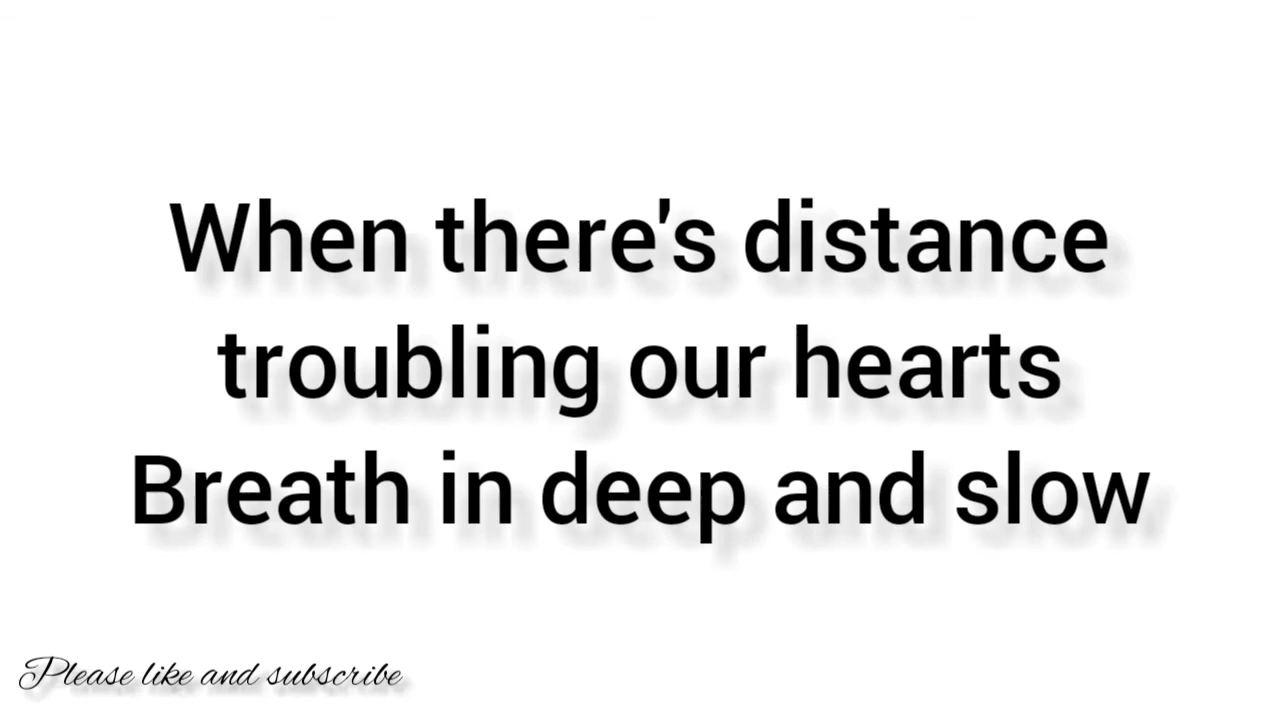 When there's distance
troubling our hearts
Breath in deep and slow
Please like and subscribe